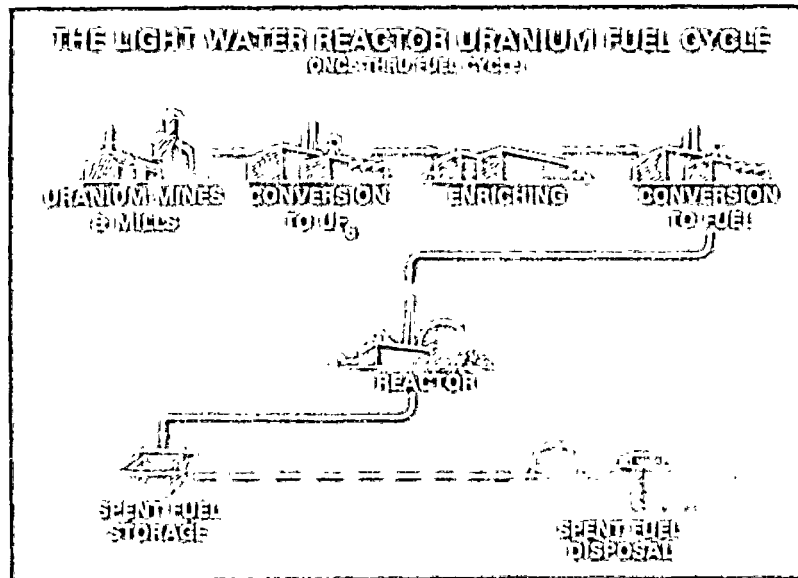 THE LIGHT WATER REACTOR URANIUM FUEL CYCLE
(ONCE-THRU FUEL CYCLE)
URANIUM MINES
& MILLS
CONVERSION
TO UF₆
ENRICHING
CONVERSION
TO FUEL
REACTOR
SPENT FUEL
STORAGE
SPENT FUEL
DISPOSAL